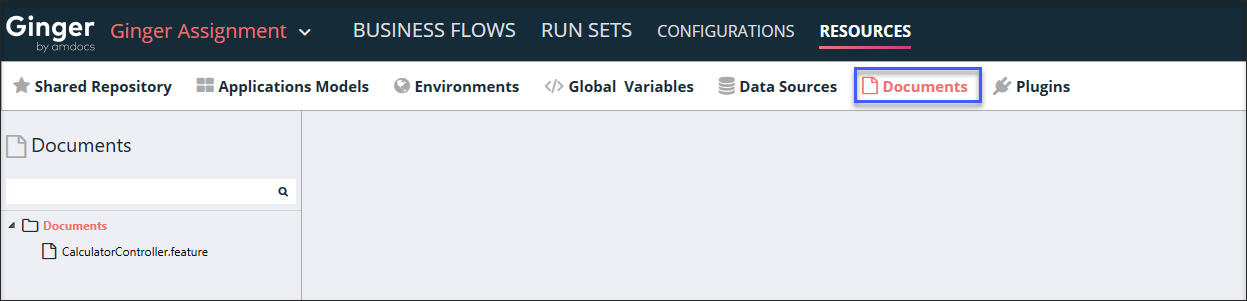 Ginger by amdocs Ginger Assignment BUSINESS FLOWS RUN SETS CONFIGURATIONS RESOURCES
Shared Repository Applications Models Environments Global Variables Data Sources Documents Plugins
Documents
Documents
CalculatorController.feature